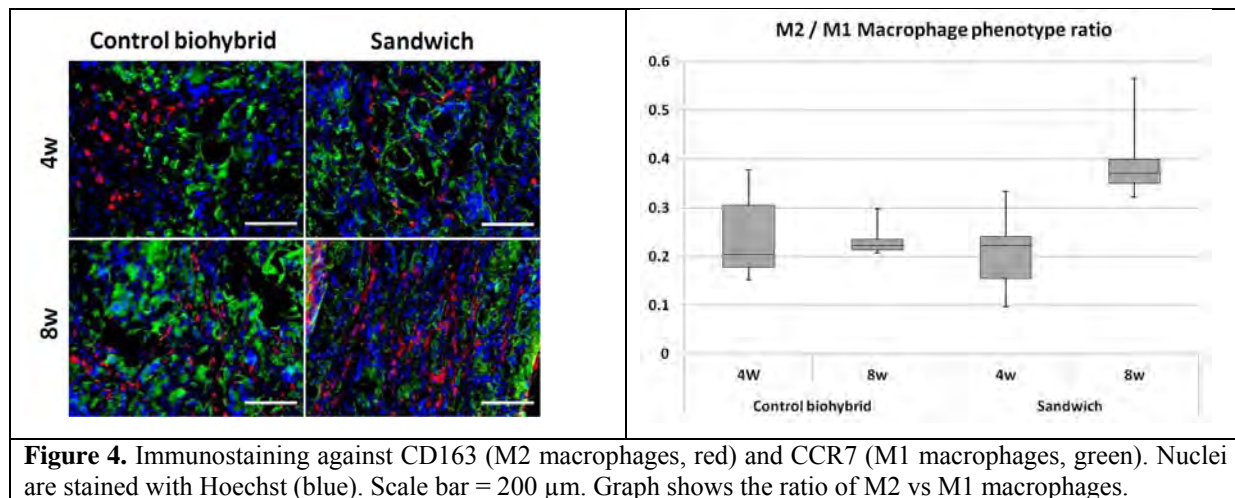 Control biohybrid
Sandwich
4w
8w
M2 / M1 Macrophage phenotype ratio
0.6
0.5
0.4
0.3
0.2
0.1
0
4W
8w
4w
8w
Control biohybrid
Sandwich
Figure 4. Immunostaining against CD163 (M2 macrophages, red) and CCR7 (M1 macrophages, green). Nuclei
are stained with Hoechst (blue). Scale bar = 200 µm. Graph shows the ratio of M2 vs M1 macrophages.